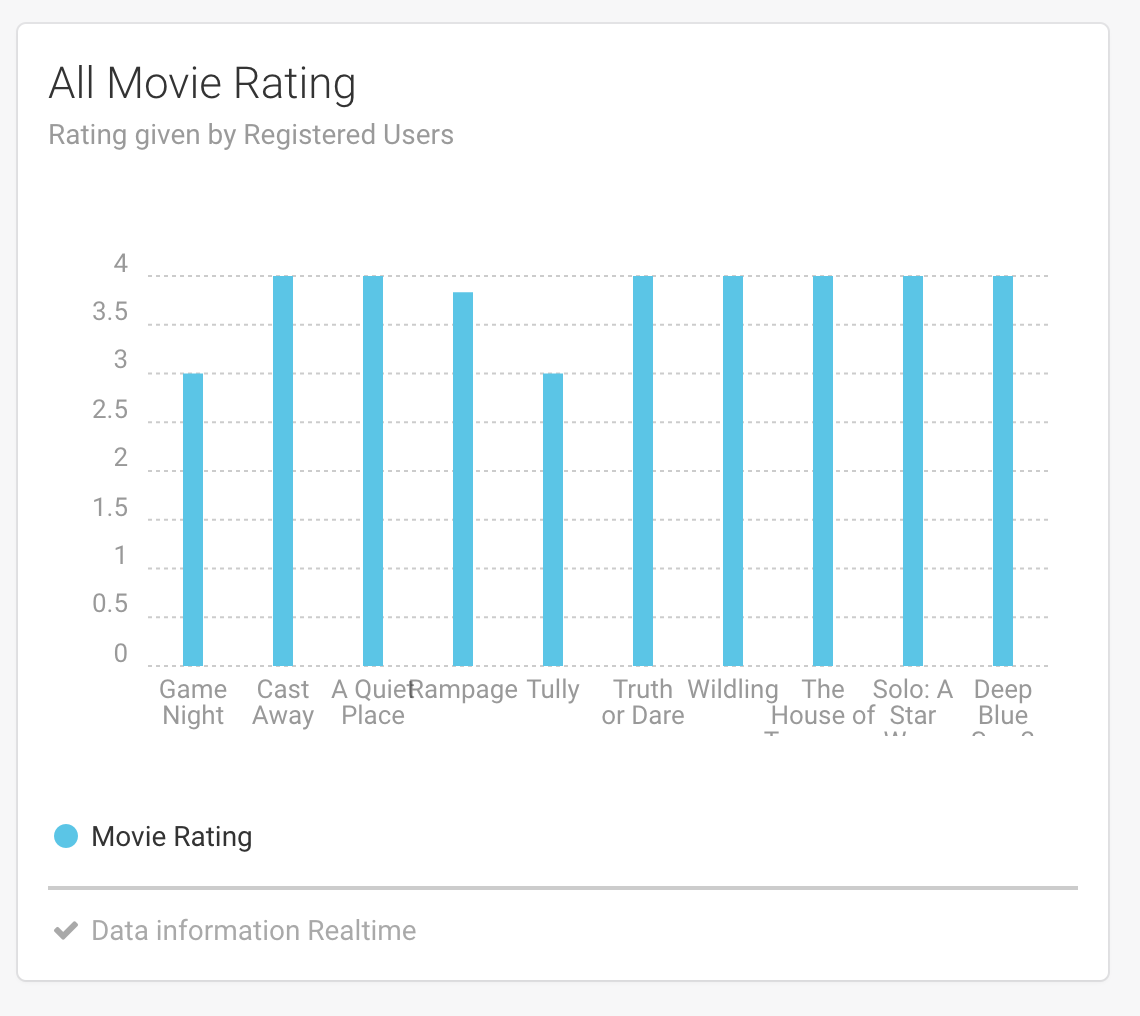 All Movie Rating
Rating given by Registered Users
4
3.5
3
2.5
2
1.5
1
0.5
0
Game Night
Cast Away
A Quiet Place
Rampage
Tully
Truth or Dare
Wildling
The House of
Solo: A Star
Deep Blue
Movie Rating
Data information Realtime